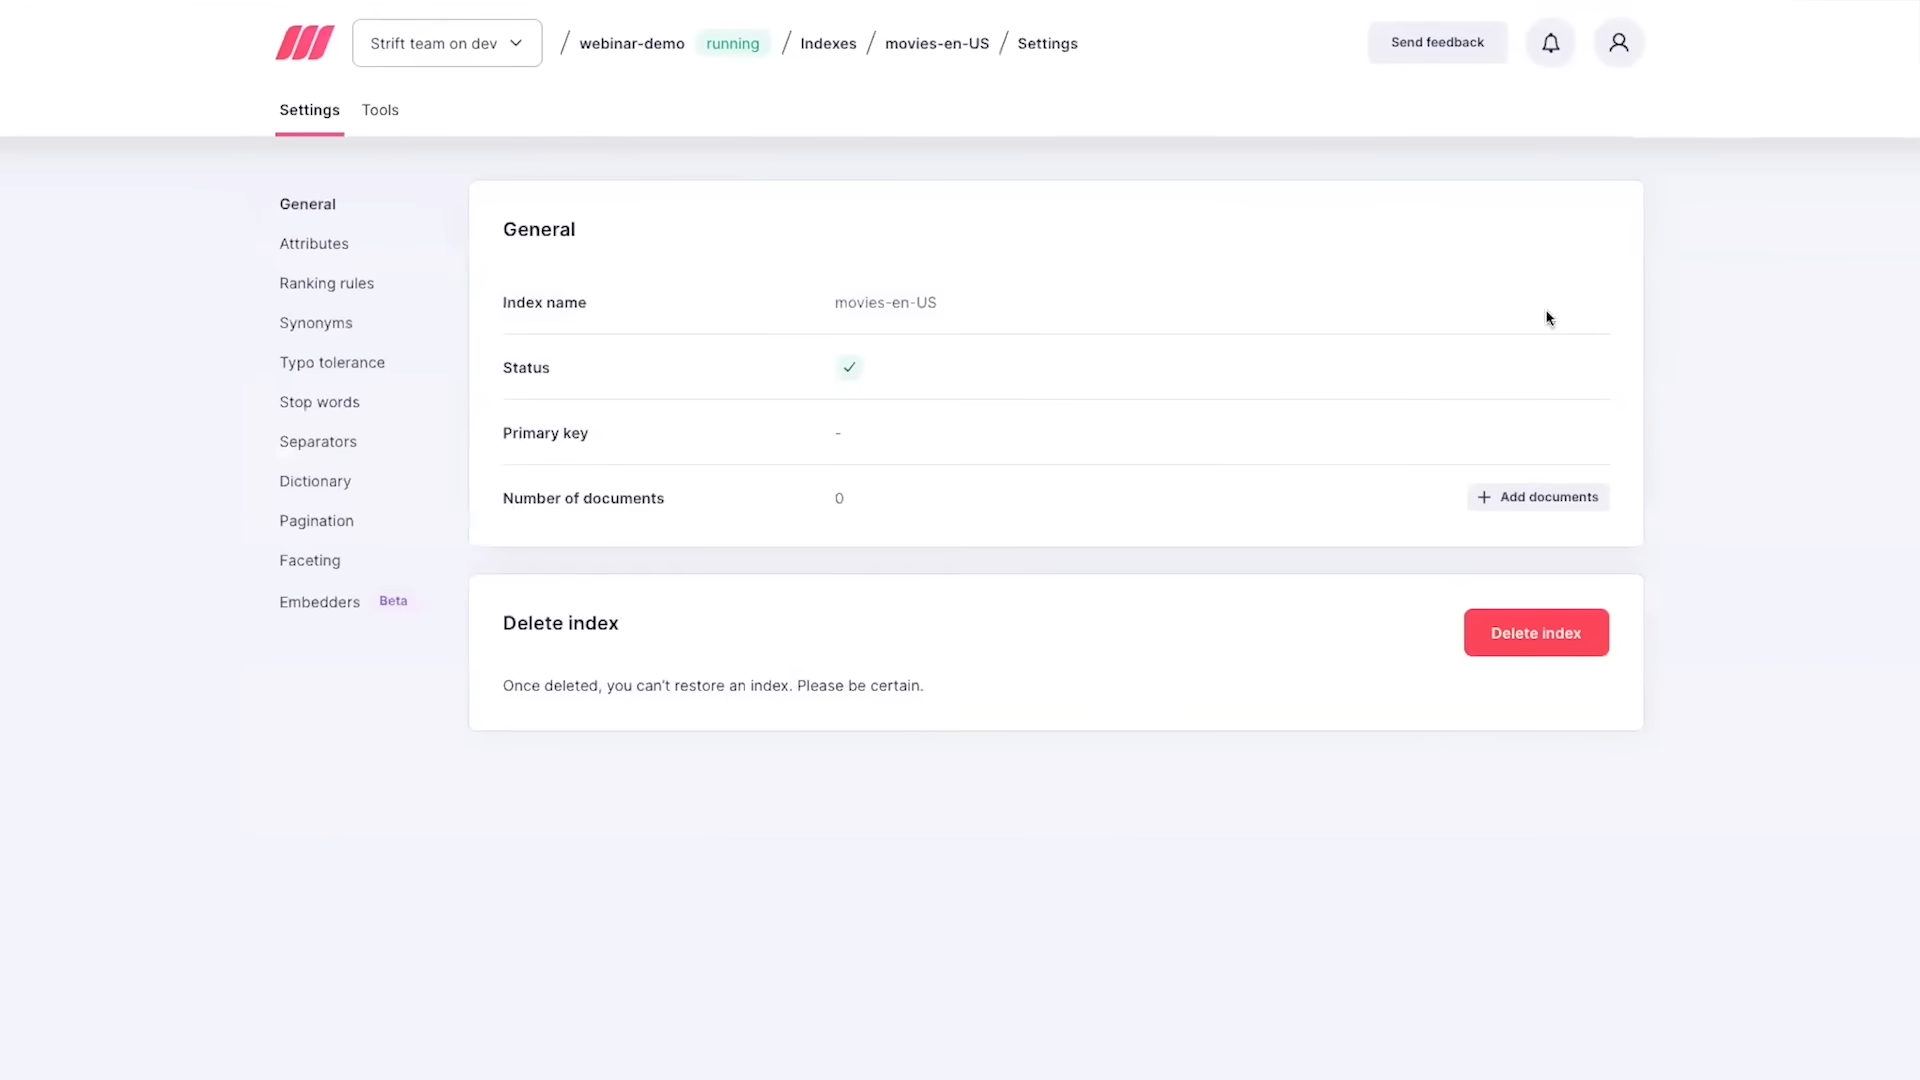 Strift team on dev / webinar-demo running / Indexes / movies-en-US / Settings
Send feedback
Settings Tools
General
Attributes
Ranking rules
Synonyms
Typo tolerance
Stop words
Separators
Dictionary
Pagination
Faceting
Embedders Beta
General
Index name movies-en-US
Status
Primary key -
Number of documents 0 + Add documents
Delete index
Delete index
Once deleted, you can't restore an index. Please be certain.